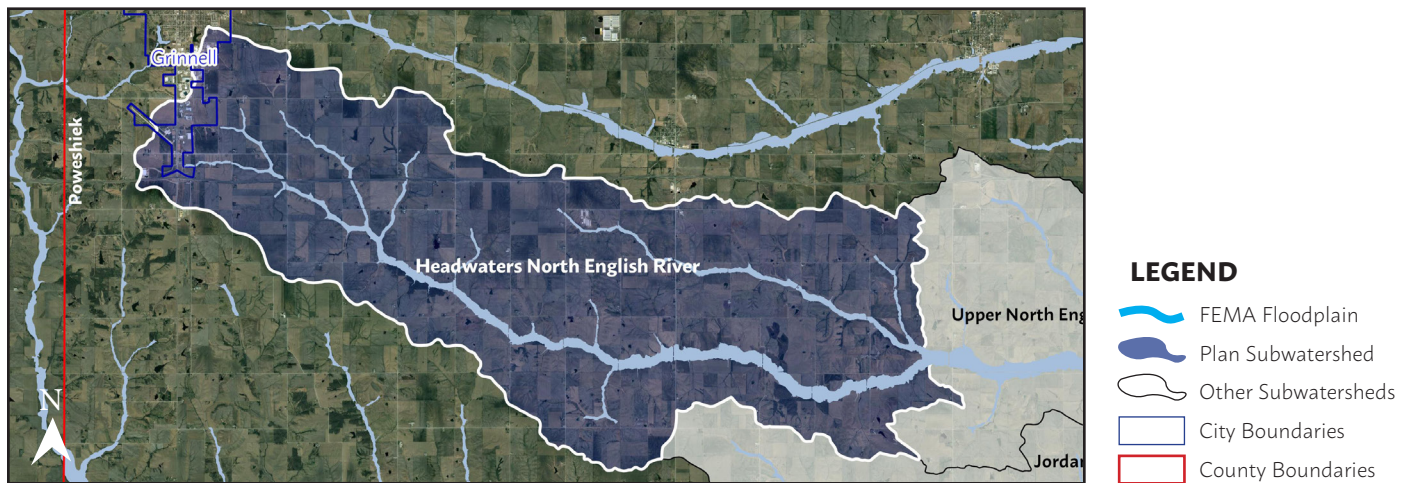 Grinnell
Poweshiek
Headwaters North English River
Upper North Eng
Jordan
N
LEGEND
FEMA Floodplain
Plan Subwatershed
Other Subwatersheds
City Boundaries
County Boundaries